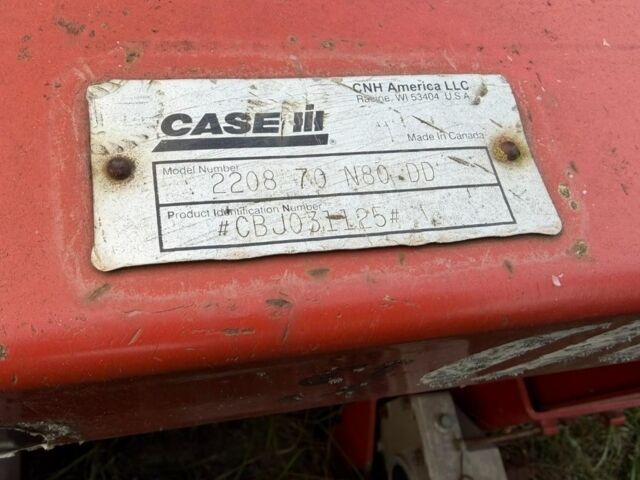 CNH America LLC
Racine, WI 53404 U.S.A.
CASE IH
Made in Canada
Model Number
2208 70 N80 DD
Product Identification Number
#CBJ031125#